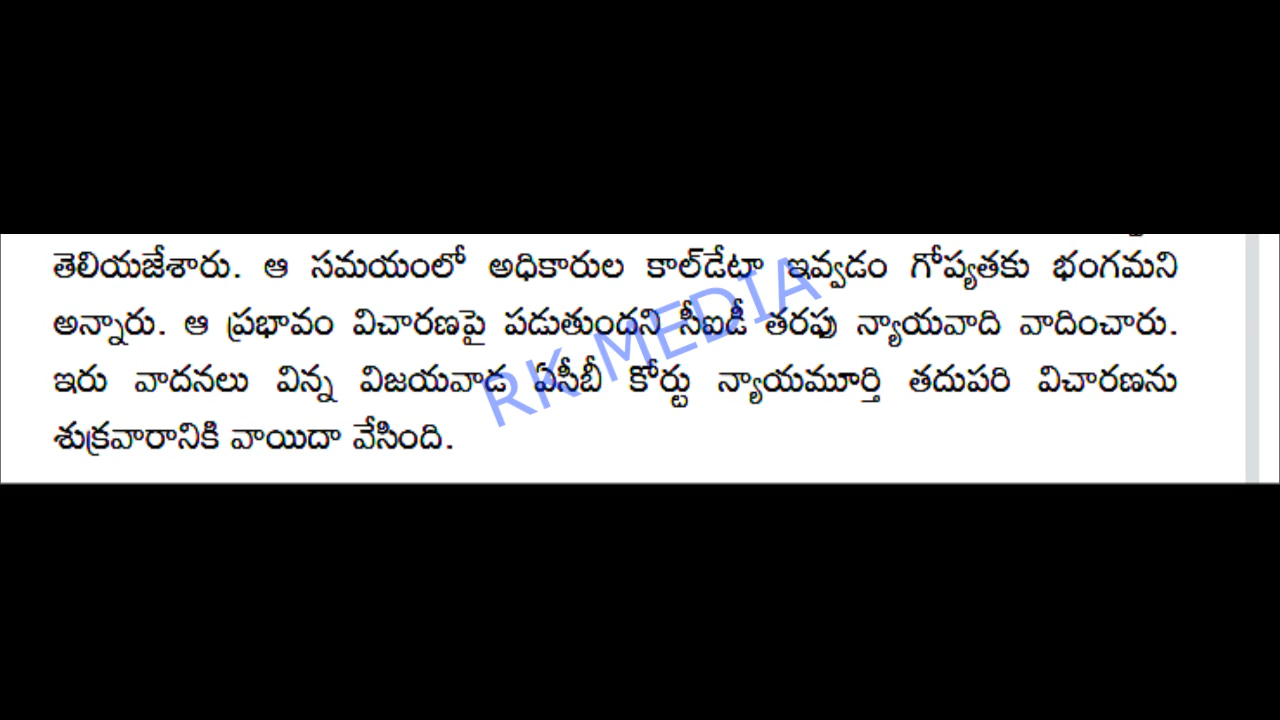 తెలియజేశారు. ఆ సమయంలో అధికారుల కాల్‌డేటా ఇవ్వడం గోప్యతకు భంగమని
అన్నారు. ఆ ప్రభావం విచారణపై పడుతుందని సీఐడీ తరఫు న్యాయవాది వాదించారు.
ఇరు వాదనలు విన్న విజయవాడ ఏసీబీ కోర్టు న్యాయమూర్తి తదుపరి విచారణను
శుక్రవారానికి వాయిదా వేసింది.
RK MEDIA